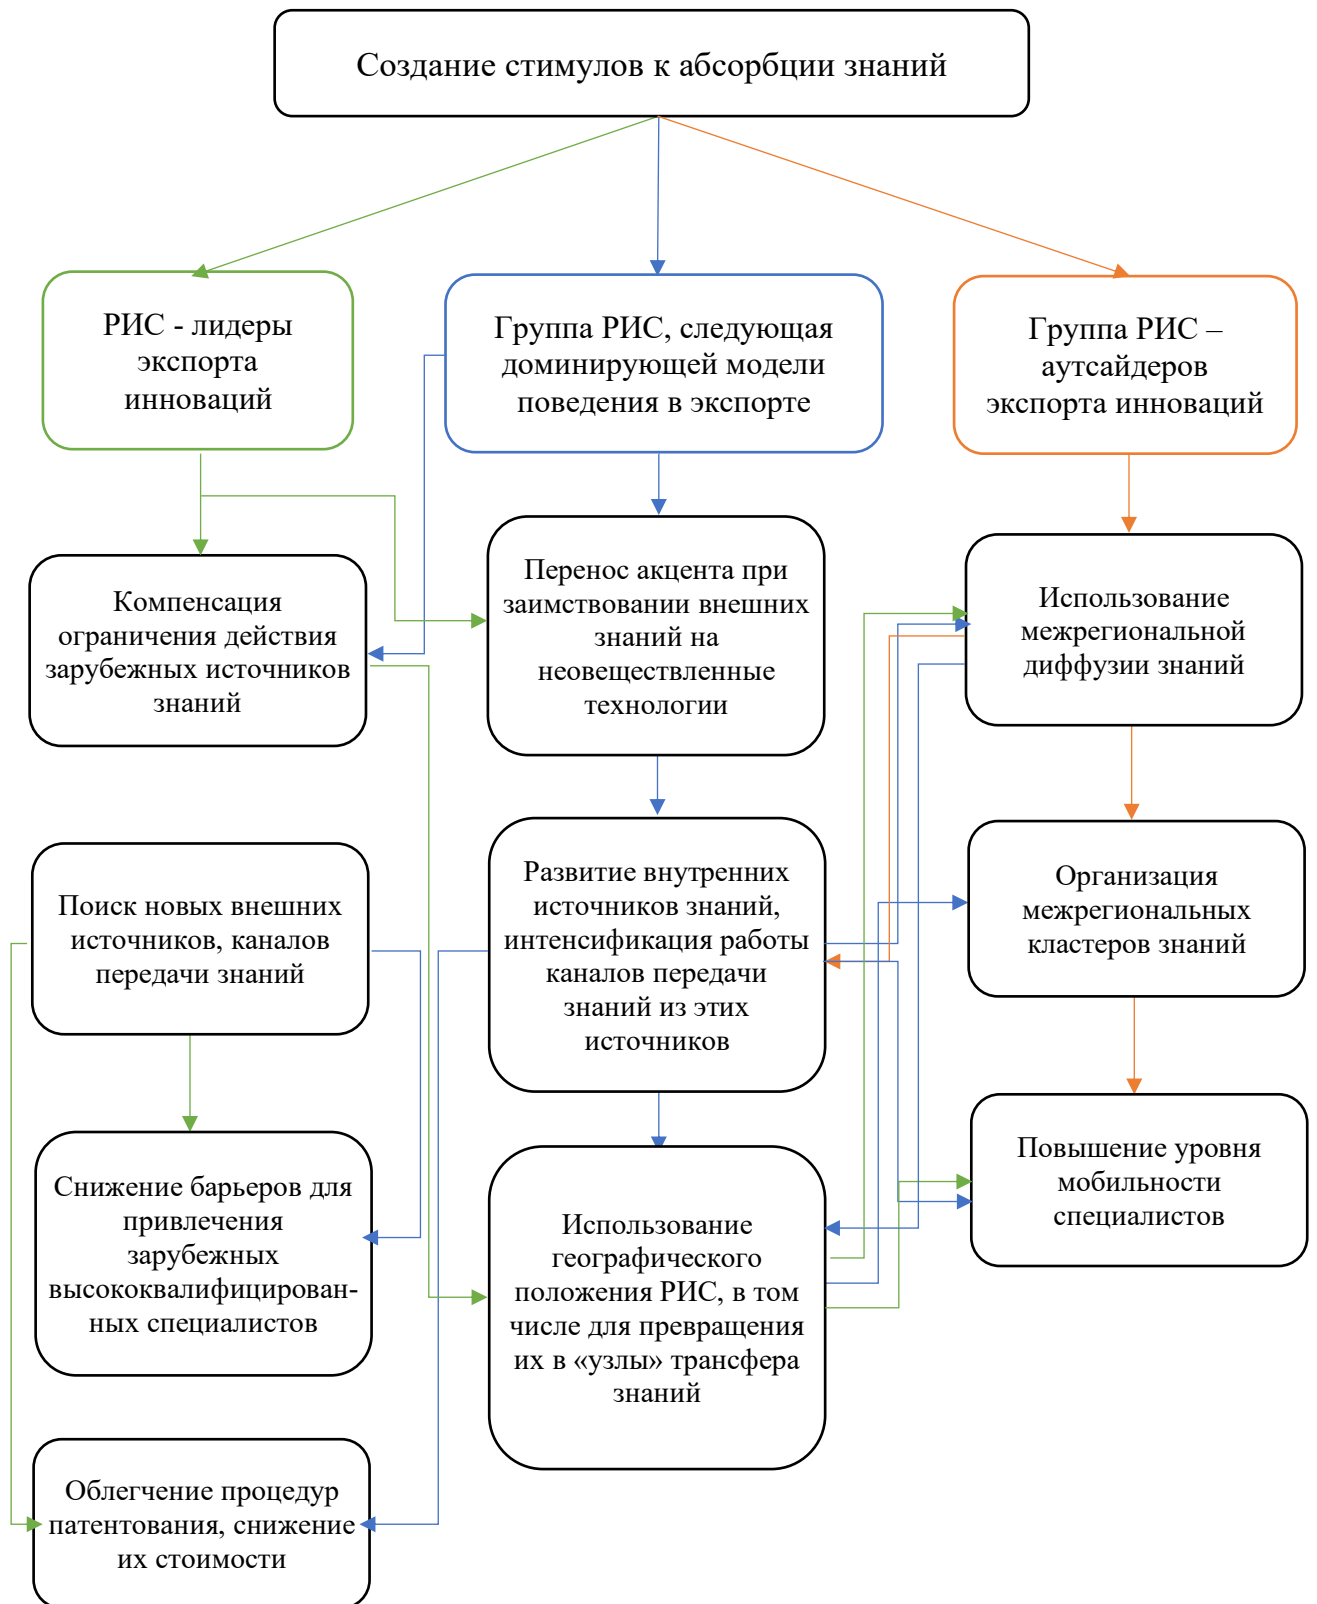 Создание стимулов к абсорбции знаний
РИС - лидеры
экспорта
инноваций
Группа РИС, следующая
доминирующей модели
поведения в экспорте
Группа РИС –
аутсайдеров
экспорта инноваций
Компенсация
ограничения действия
зарубежных источников
знаний
Перенос акцента при
заимствовании внешних
знаний на
неовеществленные
технологии
Использование
межрегиональной
диффузии знаний
Поиск новых внешних
источников, каналов
передачи знаний
Развитие внутренних
источников знаний,
интенсификация работы
каналов передачи
знаний из этих
источников
Организация
межрегиональных
кластеров знаний
Снижение барьеров для
привлечения
зарубежных
высококвалифицирован-
ных специалистов
Использование
географического
положения РИС, в том
числе для превращения
их в «узлы» трансфера
знаний
Повышение уровня
мобильности
специалистов
Облегчение процедур
патентования, снижение
их стоимости